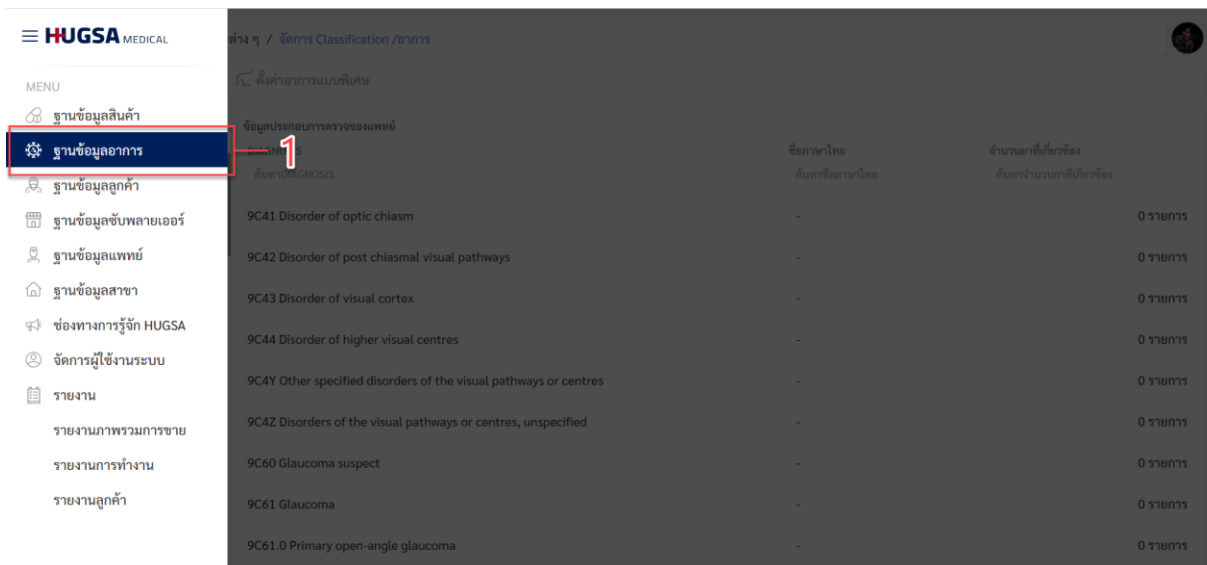 HUGSA MEDICAL
ต่าง ๆ / จัดการ Classification /อาการ
MENU
ตั้งค่าอาการแบบพิเศษ
ฐานข้อมูลสินค้า
ฐานข้อมูลอาการ
ฐานข้อมูลลูกค้า
ฐานข้อมูลซับพลายเออร์
ฐานข้อมูลแพทย์
ฐานข้อมูลสาขา
ช่องทางการรู้จัก HUGSA
จัดการผู้ใช้งานระบบ
รายงาน
รายงานภาพรวมการขาย
รายงานการทำงาน
รายงานลูกค้า
1
ข้อมูลประกอบการตรวจของแพทย์
DIAGNOSIS ชื่อภาษาไทย จำนวนยาที่เกี่ยวข้อง
ค้นหาDIAGNOSIS ค้นหาชื่อภาษาไทย ค้นหาจำนวนยาที่เกี่ยวข้อง
9C41 Disorder of optic chiasm - 0 รายการ
9C42 Disorder of post chiasmal visual pathways - 0 รายการ
9C43 Disorder of visual cortex - 0 รายการ
9C44 Disorder of higher visual centres - 0 รายการ
9C4Y Other specified disorders of the visual pathways or centres - 0 รายการ
9C4Z Disorders of the visual pathways or centres, unspecified - 0 รายการ
9C60 Glaucoma suspect - 0 รายการ
9C61 Glaucoma - 0 รายการ
9C61.0 Primary open-angle glaucoma - 0 รายการ